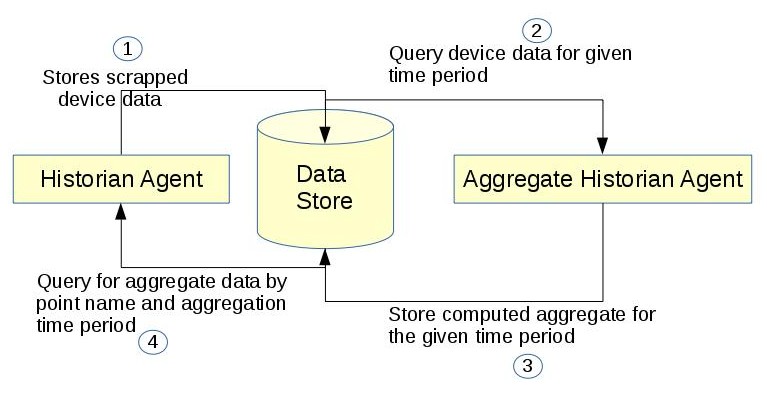 1
Stores scrapped
device data
2
Query device data for given
time period
Historian Agent
Data
Store
Aggregate Historian Agent
Query for aggregate data by
point name and aggregation
time period
4
Store computed aggregate for
the given time period
3